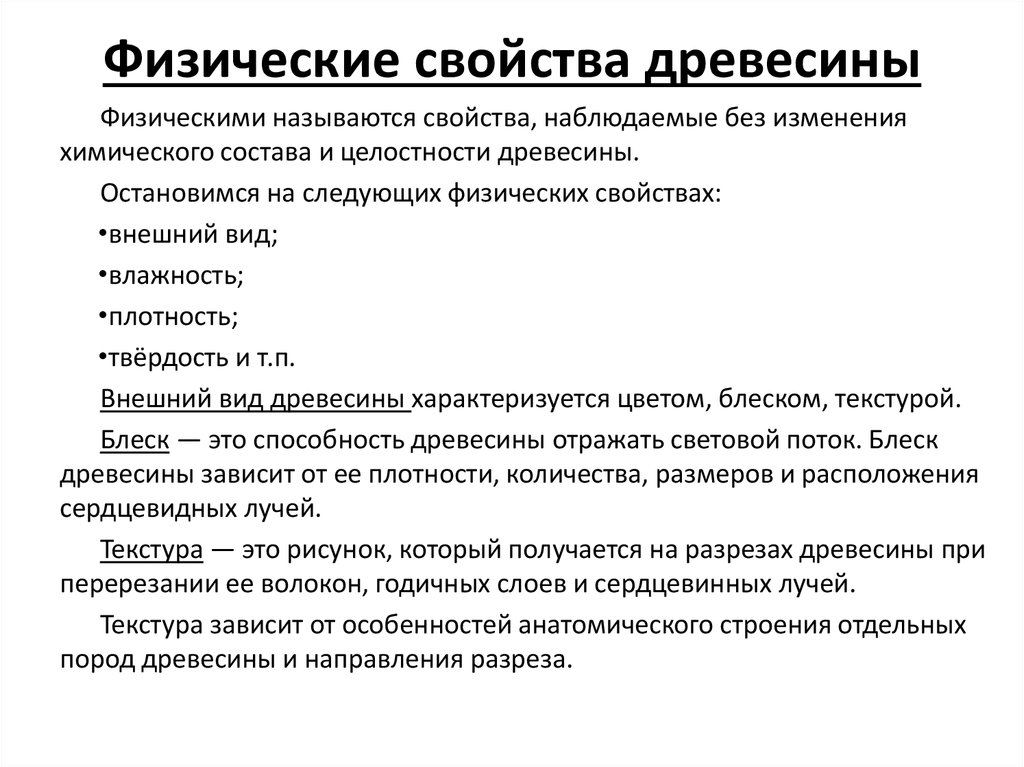 Физические свойства древесины
Физическими называются свойства, наблюдаемые без изменения
химического состава и целостности древесины.
Остановимся на следующих физических свойствах:
•внешний вид;
•влажность;
•плотность;
•твёрдость и т.п.
Внешний вид древесины характеризуется цветом, блеском, текстурой.
Блеск — это способность древесины отражать световой поток. Блеск
древесины зависит от ее плотности, количества, размеров и расположения
сердцевидных лучей.
Текстура — это рисунок, который получается на разрезах древесины при
перерезании ее волокон, годичных слоев и сердцевинных лучей.
Текстура зависит от особенностей анатомического строения отдельных
пород древесины и направления разреза.